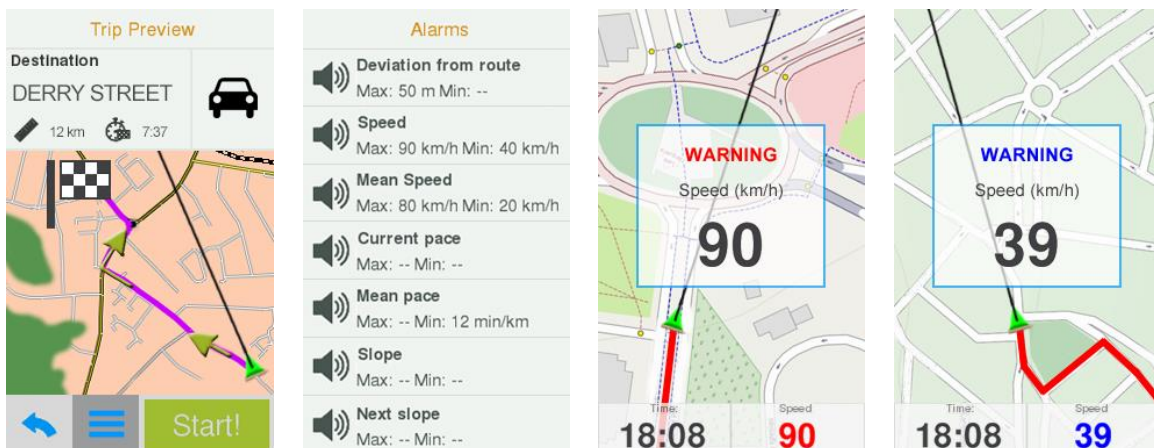 Trip Preview
Destination
DERRY STREET
12 km 7:37
Start!
Alarms
Deviation from route
Max: 50 m Min: --
Speed
Max: 90 km/h Min: 40 km/h
Mean Speed
Max: 80 km/h Min: 20 km/h
Current pace
Max: -- Min: --
Mean pace
Max: -- Min: 12 min/km
Slope
Max: -- Min: --
Next slope
Max: -- Min: --
WARNING
Speed (km/h)
90
Time: Speed
18:08 90
WARNING
Speed (km/h)
39
Time: Speed
18:08 39